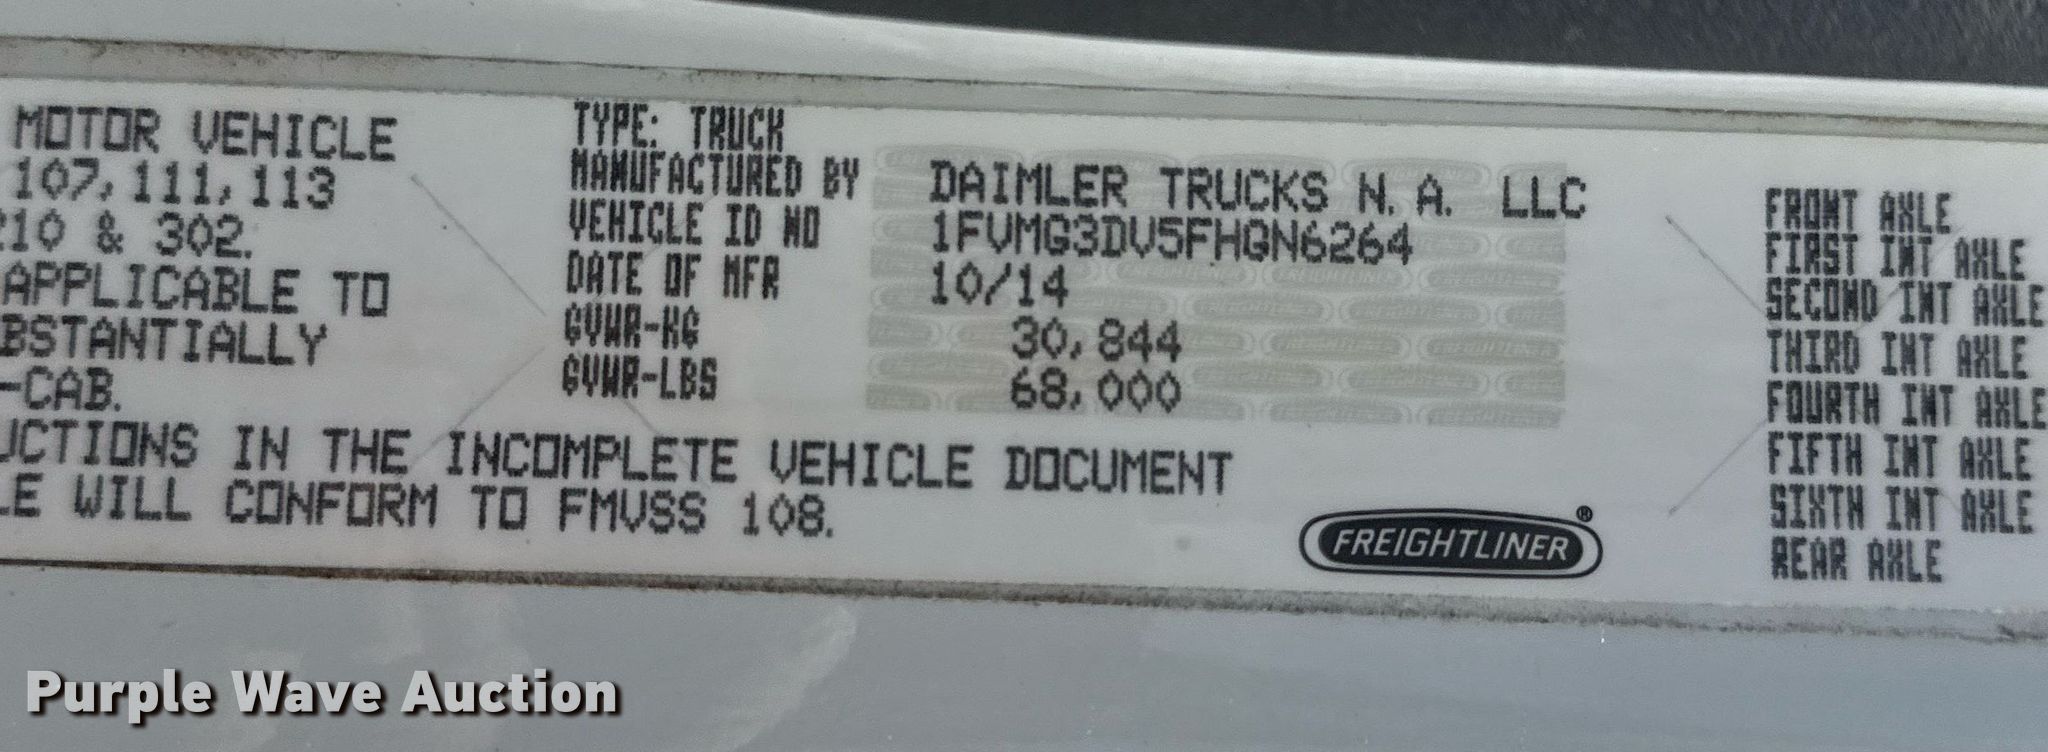 MOTOR VEHICLE
107, 111, 113
210 & 302.
APPLICABLE TO
BSTANTIALLY
-CAB.
UCTIONS IN THE INCOMPLETE VEHICLE DOCUMENT
LE WILL CONFORM TO FMVSS 108.
TYPE: TRUCK
MANUFACTURED BY DAIMLER TRUCKS N. A. LLC
VEHICLE ID NO 1FVMG3DV5FHGN6264
DATE OF MFR 10/14
GVWR-KG 30,844
GVWR-LBS 68,000
FREIGHTLINER®
FRONT AXLE
FIRST INT AXLE
SECOND INT AXLE
THIRD INT AXLE
FOURTH INT AXLE
FIFTH INT AXLE
SIXTH INT AXLE
REAR AXLE
Purple Wave Auction